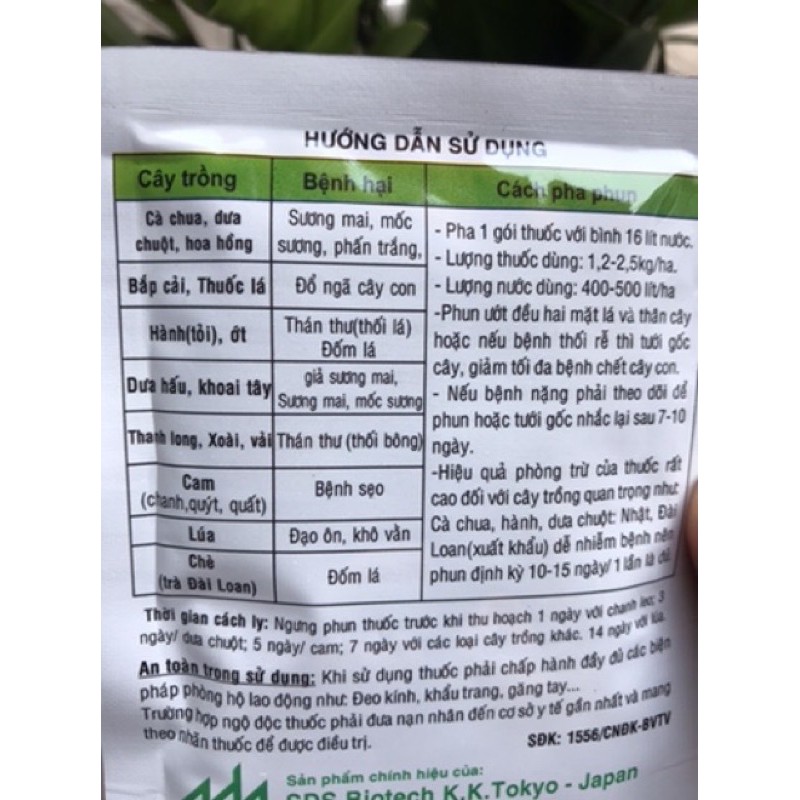 HƯỚNG DẪN SỬ DỤNG
Cây trồng
Bệnh hại
Cách pha phun
Cà chua, dưa
chuột, hoa hồng
Sương mai, mốc
sương, phấn trắng,
Bắp cải, Thuốc lá
Đổ ngã cây con
Hành(tỏi), ớt
Thán thư(thối lá)
Đốm lá
Dưa hấu, khoai tây
giả sương mai,
Sương mai, mốc sương
Thanh long, Xoài, vải
Thán thư (thối bông)
Cam
(chanh,quýt, quất)
Bệnh sẹo
Lúa
Đạo ôn, khô vằn
Chè
(trà Đài Loan)
Đốm lá
- Pha 1 gói thuốc với bình 16 lít nước.
- Lượng thuốc dùng: 1,2-2,5kg/ha.
- Lượng nước dùng: 400-500 lít/ha
-Phun ướt đều hai mặt lá và thân cây
hoặc nếu bệnh thối rễ thì tưới gốc
cây, giảm tối đa bệnh chết cây con.
- Nếu bệnh nặng phải theo dõi để
phun hoặc tưới gốc nhắc lại sau 7-10
ngày.
-Hiệu quả phòng trừ của thuốc rất
cao đối với cây trồng quan trọng như:
Cà chua, hành, dưa chuột: Nhật, Đài
Loan(xuất khẩu) dễ nhiễm bệnh nên
phun định kỳ 10-15 ngày/ 1 lần là đủ.
Thời gian cách ly: Ngưng phun thuốc trước khi thu hoạch 1 ngày với chanh leo; 3
ngày/ dưa chuột; 5 ngày/ cam; 7 ngày với các loại cây trồng khác. 14 ngày với lúa.
An toàn trong sử dụng: Khi sử dụng thuốc phải chấp hành đầy đủ các biện
pháp phòng hộ lao động như: Đeo kính, khẩu trang, găng tay...
Trường hợp ngộ độc thuốc phải đưa nạn nhân đến cơ sở y tế gần nhất và mang
theo nhãn thuốc để được điều trị.
SĐK: 1556/CNĐK-BVTV
Sản phẩm chính hiệu của:
SDS Biotech K.K.Tokyo - Japan